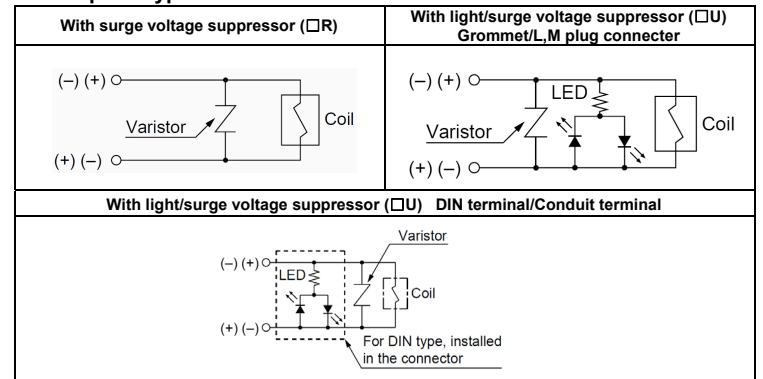 With surge voltage suppressor (□R)
With light/surge voltage suppressor (□U)
Grommet/L,M plug connecter
(–) (+)
Varistor
Coil
(+) (–)
(–) (+)
LED
Varistor
Coil
(+) (–)
With light/surge voltage suppressor (□U) DIN terminal/Conduit terminal
Varistor
(–) (+)
LED
Coil
(+) (–)
For DIN type, installed
in the connector